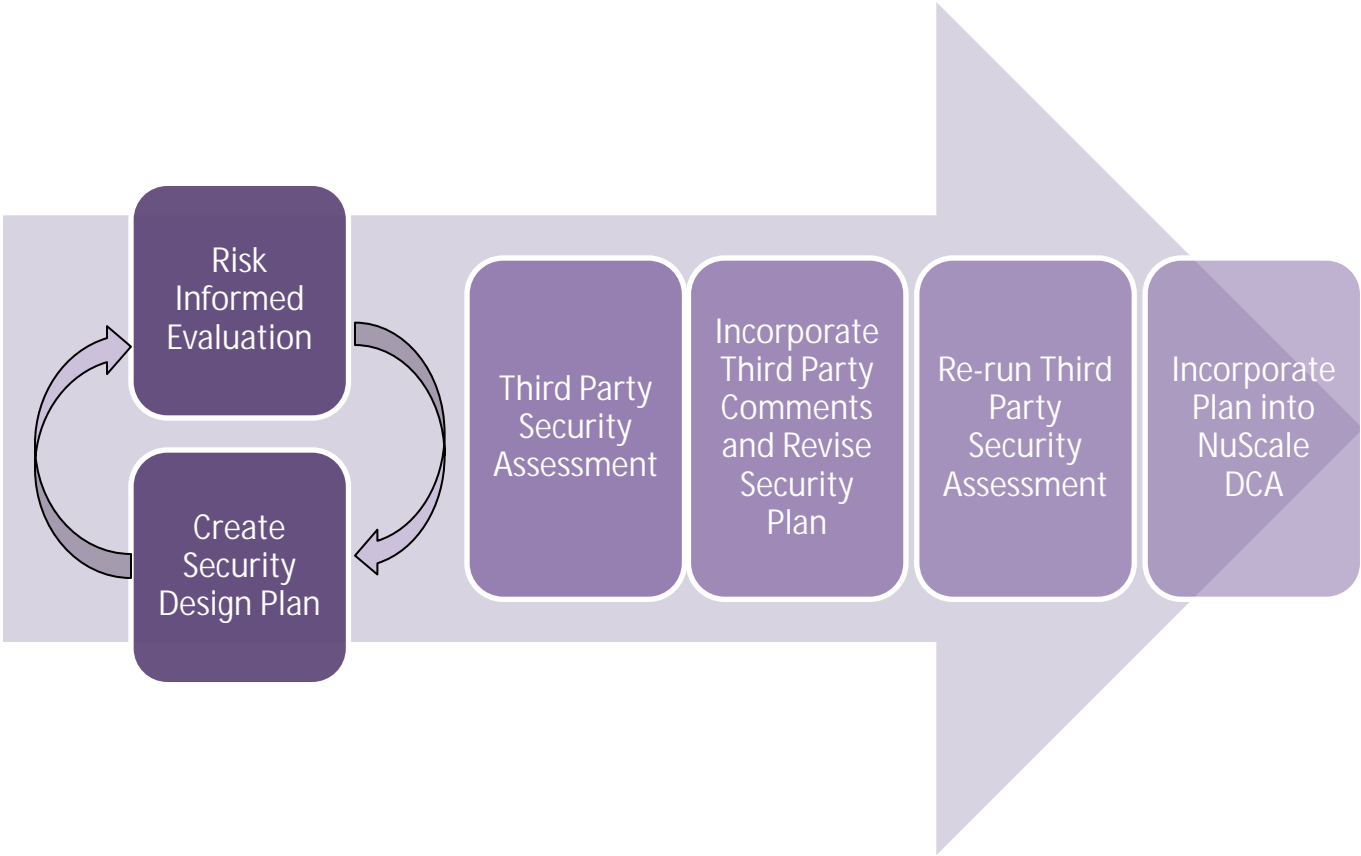 Risk
Informed
Evaluation
Create
Security
Design Plan
Third Party
Security
Assessment
Incorporate
Third Party
Comments
and Revise
Security
Plan
Re-run Third
Party
Security
Assessment
Incorporate
Plan into
NuScale
DCA